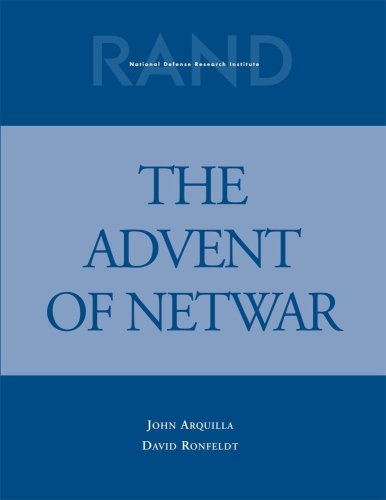 RAND
National Defense Research Institute
THE
ADVENT
OF NETWAR
JOHN ARQUILLA
DAVID RONFELDT